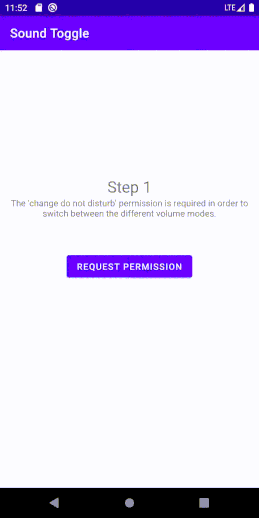 11:52 LTE
Sound Toggle
Step 1
The 'change do not disturb' permission is required in order to
switch between the different volume modes.
REQUEST PERMISSION